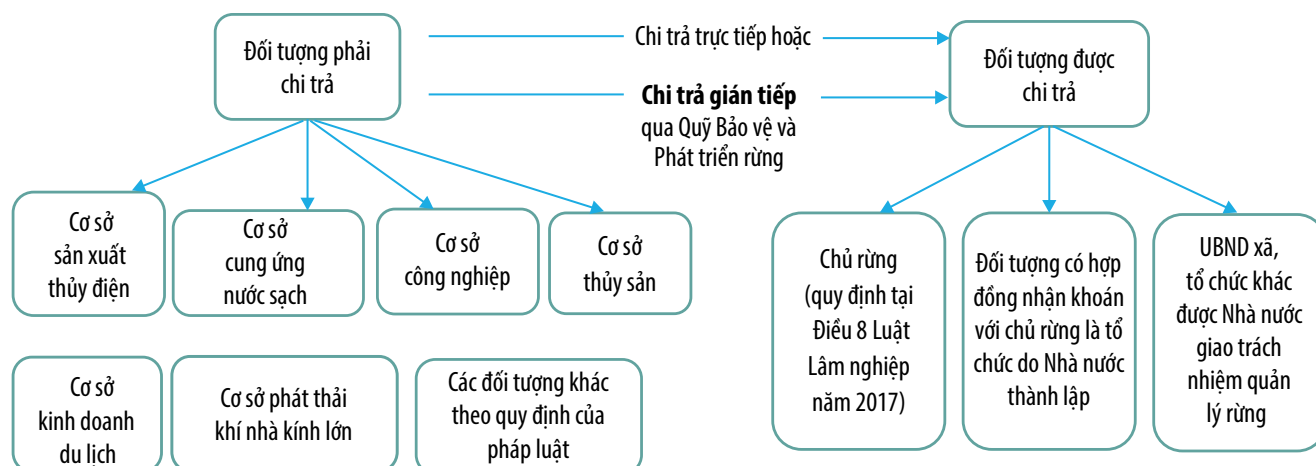 Đối tượng phải
chi trả
Chi trả trực tiếp hoặc
Chi trả gián tiếp
qua Quỹ Bảo vệ và
Phát triển rừng
Đối tượng được
chi trả
Cơ sở
sản xuất
thủy điện
Cơ sở
cung ứng
nước sạch
Cơ sở
công nghiệp
Cơ sở
thủy sản
Cơ sở
kinh doanh
du lịch
Cơ sở phát thải
khí nhà kính lớn
Các đối tượng khác
theo quy định của
pháp luật
Chủ rừng
(quy định tại
Điều 8 Luật
Lâm nghiệp
năm 2017)
Đối tượng có hợp
đồng nhận khoán
với chủ rừng là tổ
chức do Nhà nước
thành lập
UBND xã,
tổ chức khác
được Nhà nước
giao trách
nhiệm quản
lý rừng